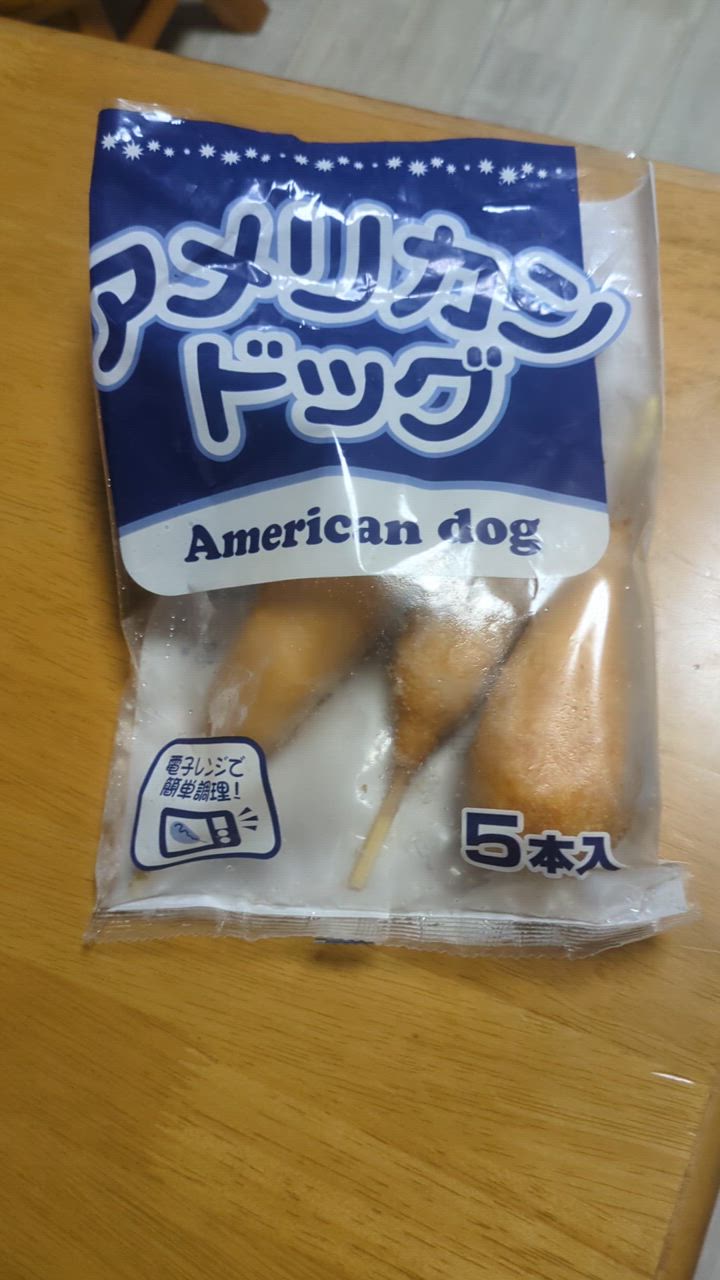 アメリカン
ドッグ
American dog
電子レンジで
簡単調理!
5本入